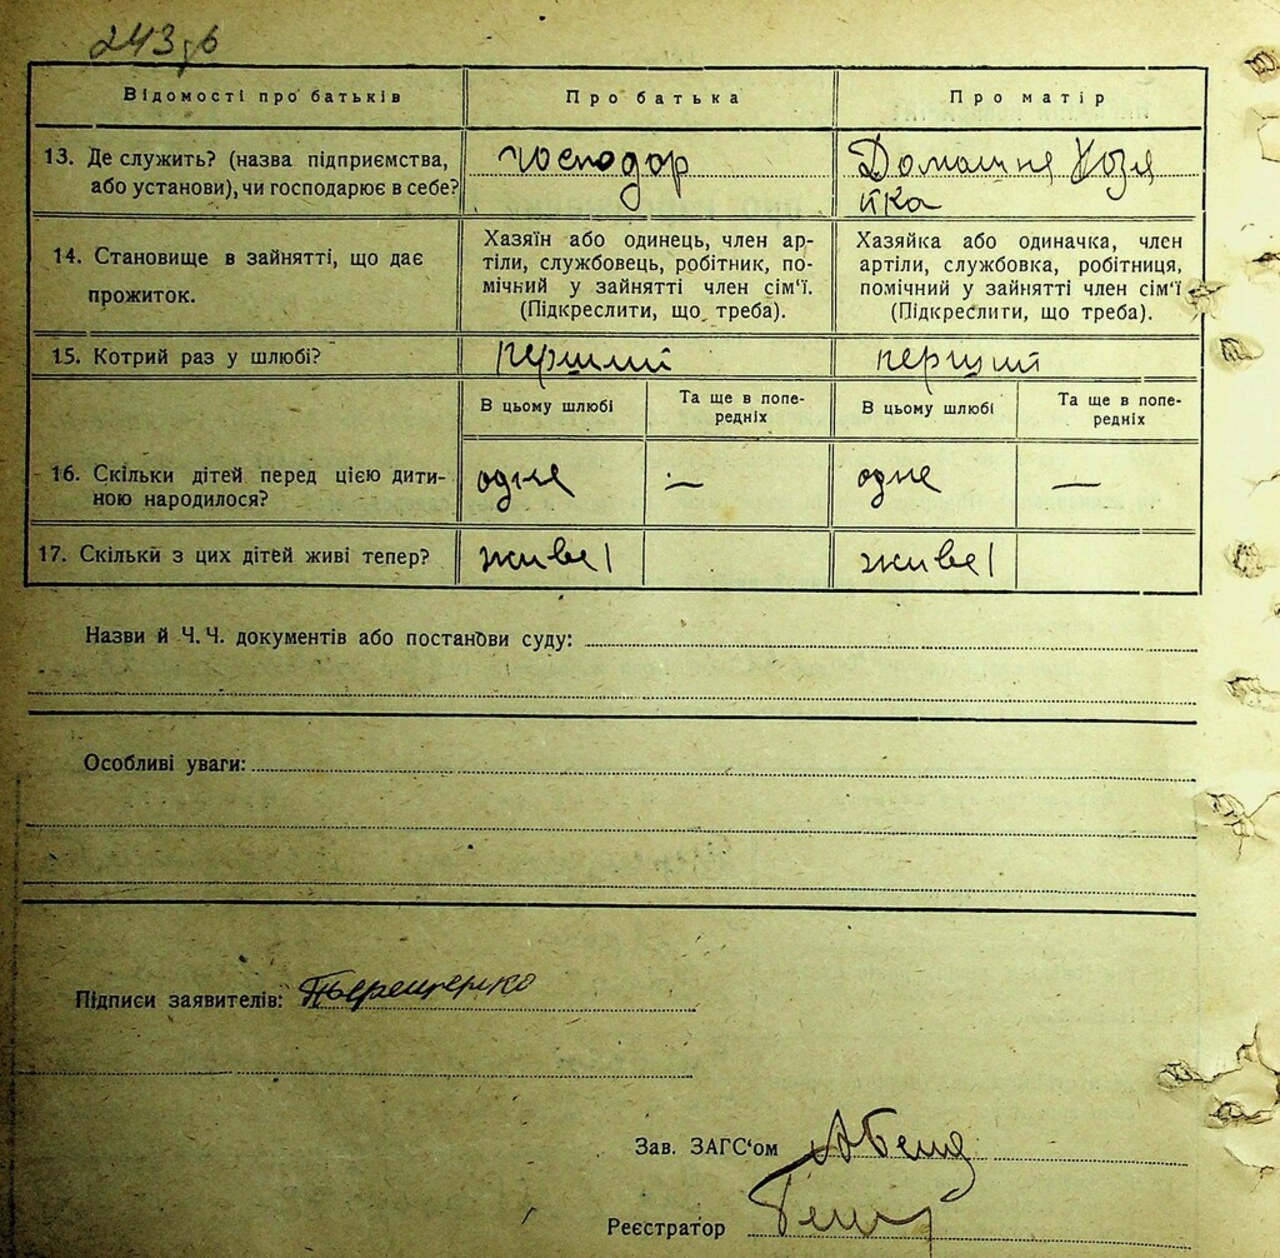 243
Відомості про батьків Про батька Про матір
13. Де служить? (назва підприємства, господор Домашня Хозя
або установи), чи господарює в себе? йка
14. Становище в зайнятті, що дає
прожиток.
Хазяїн або одинець, член ар-
тіли, службовець, робітник, по-
мічний у зайнятті член сім'ї.
(Підкреслити, що треба).
Хазяйка або одиначка, член
артіли, службовка, робітниця,
помічний у зайнятті член сім'ї
(Підкреслити, що треба).
15. Котрий раз у шлюбі? перший перший
В цьому шлюбі Та ще в попе-
редніх В цьому шлюбі Та ще в попе-
редніх
16. Скільки дітей перед цією дити-
ною народилося? одне — одне —
17. Скільки з цих дітей живі тепер? живе 1 живе 1
Назви й Ч.Ч. документів або постанови суду:
Особливі уваги:
Підписи заявителів: Терещенко
Зав. ЗАГС'ом
Реєстратор